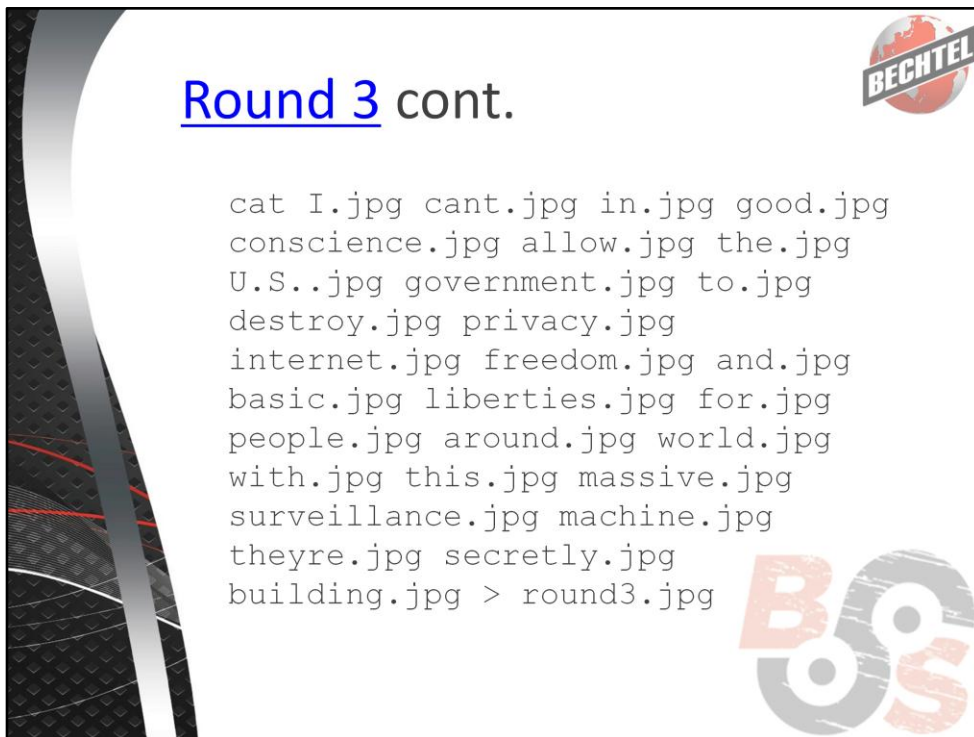 Round 3 cont.
BECHTEL
cat I.jpg cant.jpg in.jpg good.jpg
conscience.jpg allow.jpg the.jpg
U.S..jpg government.jpg to.jpg
destroy.jpg privacy.jpg
internet.jpg freedom.jpg and.jpg
basic.jpg liberties.jpg for.jpg
people.jpg around.jpg world.jpg
with.jpg this.jpg massive.jpg
surveillance.jpg machine.jpg
theyre.jpg secretly.jpg
building.jpg > round3.jpg
B
S